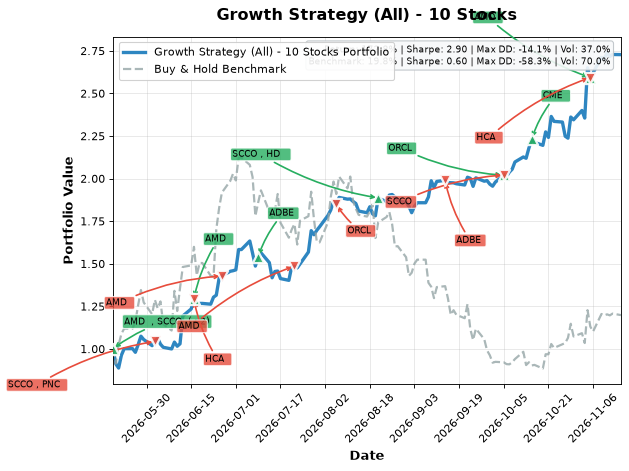 Growth Strategy (All) - 10 Stocks
Growth Strategy (All) - 10 Stocks Portfolio
Buy & Hold Benchmark
| Sharpe: 2.90 | Max DD: -14.1% | Vol: 37.0%
Benchmark: 19.8% | Sharpe: 0.60 | Max DD: -58.3% | Vol: 70.0%
Portfolio Value
2.75
2.50
2.25
2.00
1.75
1.50
1.25
1.00
CME
HCA
ORCL
SCCO , HD
SCCO
ADBE
ORCL
ADBE
AMD
AMD
AMD
AMD , SCCO
HCA
SCCO , PNC
2026-05-30
2026-06-15
2026-07-01
2026-07-17
2026-08-02
2026-08-18
2026-09-03
2026-09-19
2026-10-05
2026-10-21
2026-11-06
Date